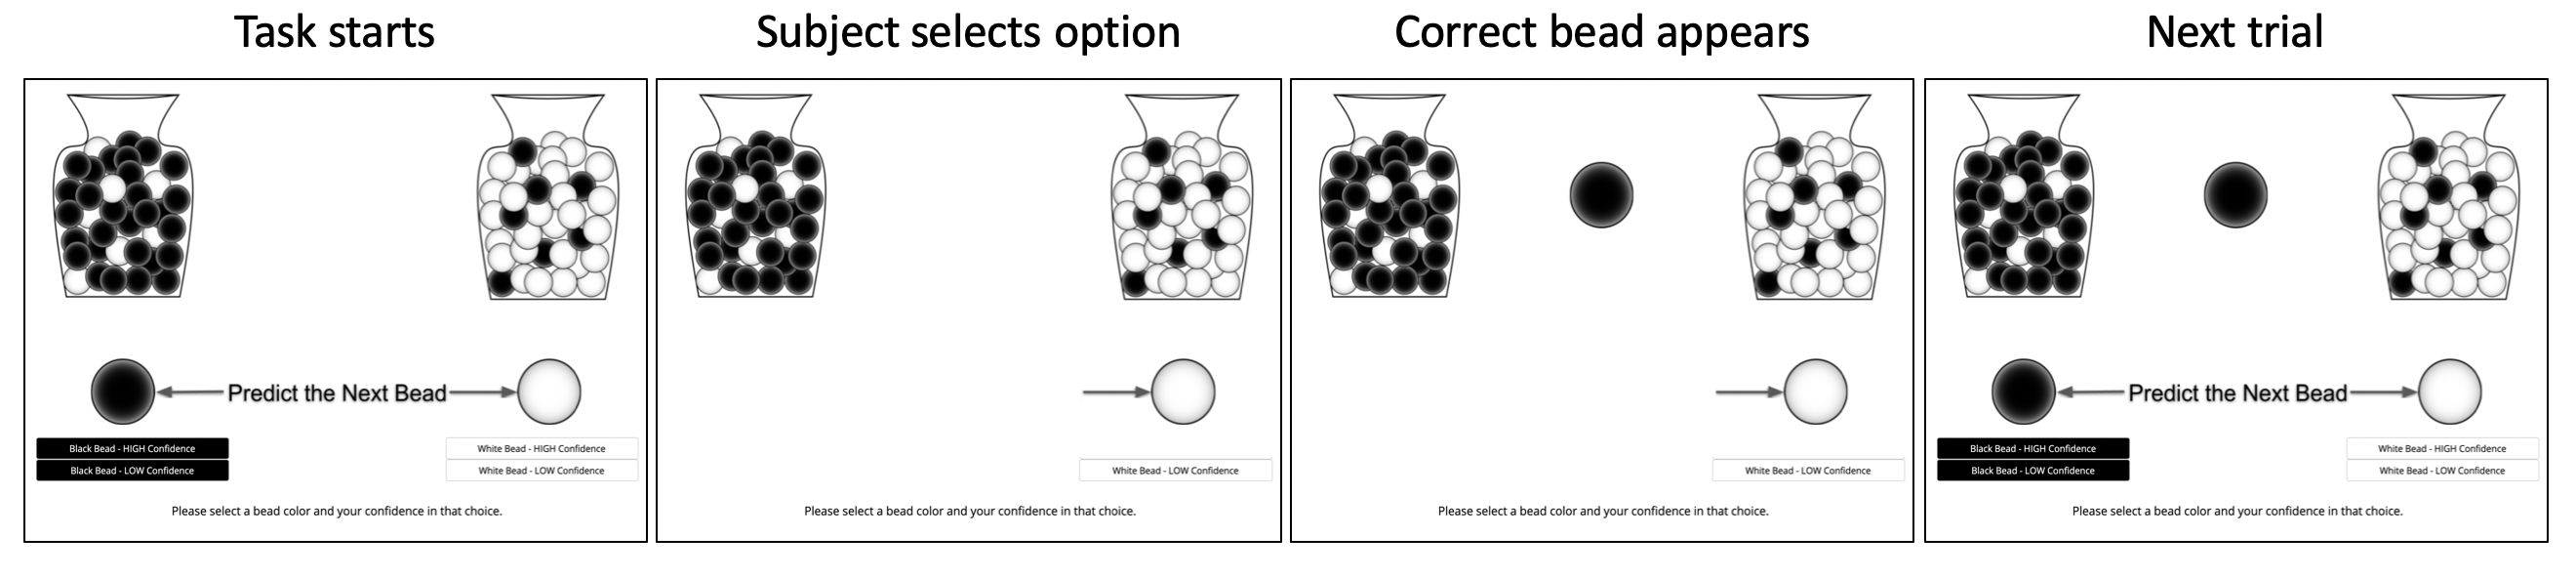 Task starts
Subject selects option
Correct bead appears
Next trial
Predict the Next Bead
Black Bead - HIGH Confidence
White Bead - HIGH Confidence
Black Bead - LOW Confidence
White Bead - LOW Confidence
Please select a bead color and your confidence in that choice.
White Bead - LOW Confidence
Please select a bead color and your confidence in that choice.
White Bead - LOW Confidence
Please select a bead color and your confidence in that choice.
Predict the Next Bead
Black Bead - HIGH Confidence
White Bead - HIGH Confidence
Black Bead - LOW Confidence
White Bead - LOW Confidence
Please select a bead color and your confidence in that choice.